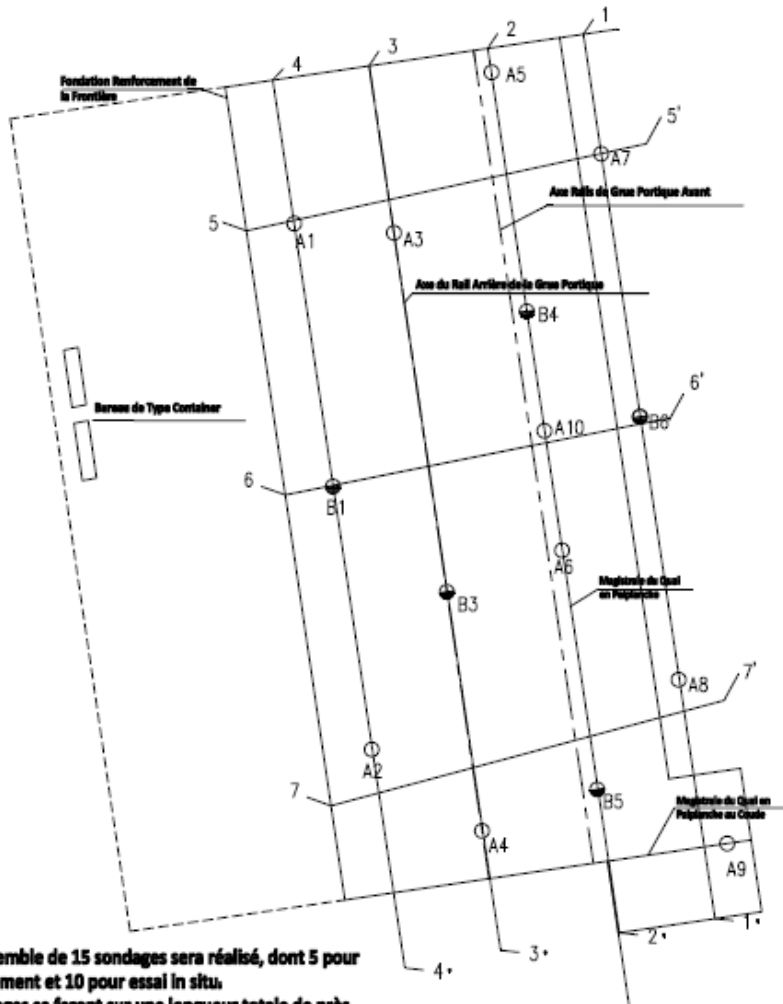 1
2
3
4
Fondation Renforcement de
la Frontière
A5
5'
A7
Axe Rails de Grue Portique Avant
5
A1
A3
Axe du Rail Arrière de la Grue Portique
B4
6'
Bureau de Type Container
A10
B6
6
B1
A6
Magistrale du Quai
en Palplanche
B3
A8
7'
A2
7
B5
Magistrale du Quai en
Palplanche au Coude
A4
A9
1'
2'
3'
4'
emble de 15 sondages sera réalisé, dont 5 pour
ement et 10 pour essai in situ.